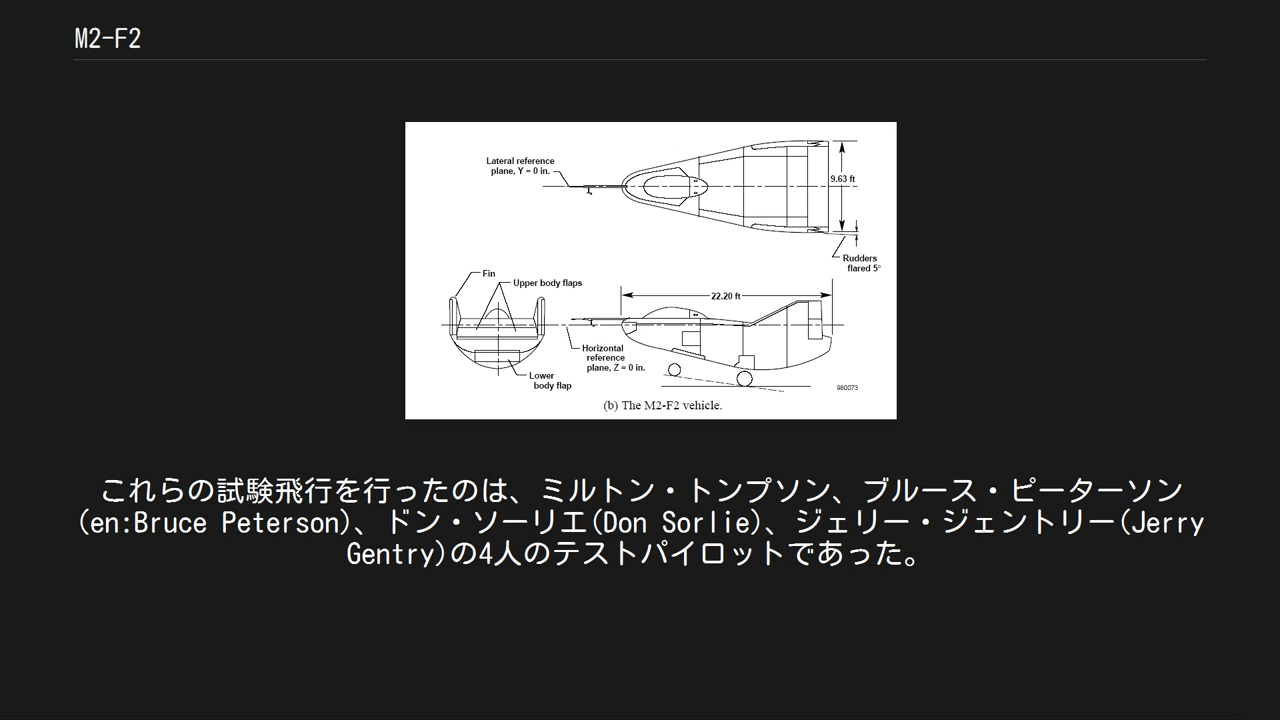 M2-F2
Lateral reference
plane, Y = 0 in.
9.63 ft
Rudders
flared 5°
Fin
Upper body flaps
22.20 ft
Horizontal
reference
plane, Z = 0 in.
Lower
body flap
980073
(b) The M2-F2 vehicle.
これらの試験飛行を行ったのは、ミルトン・トンプソン、ブルース・ピーターソン
(en:Bruce Peterson)、ドン・ソーリエ(Don Sorlie)、ジェリー・ジェントリー(Jerry
Gentry)の4人のテストパイロットであった。